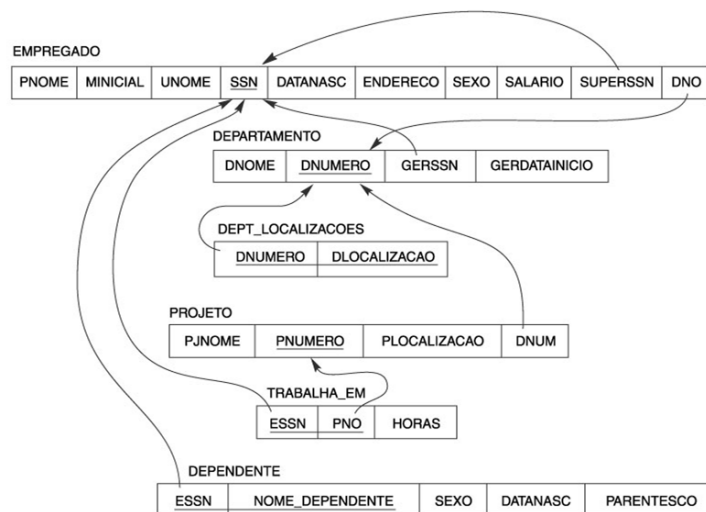 EMPREGADO
PNOME MINICIAL UNOME SSN DATANASC ENDERECO SEXO SALARIO SUPERSSN DNO
DEPARTAMENTO
DNOME DNUMERO GERSSN GERDATAINICIO
DEPT_LOCALIZACOES
DNUMERO DLOCALIZACAO
PROJETO
PJNOME PNUMERO PLOCALIZACAO DNUM
TRABALHA_EM
ESSN PNO HORAS
DEPENDENTE
ESSN NOME_DEPENDENTE SEXO DATANASC PARENTESCO